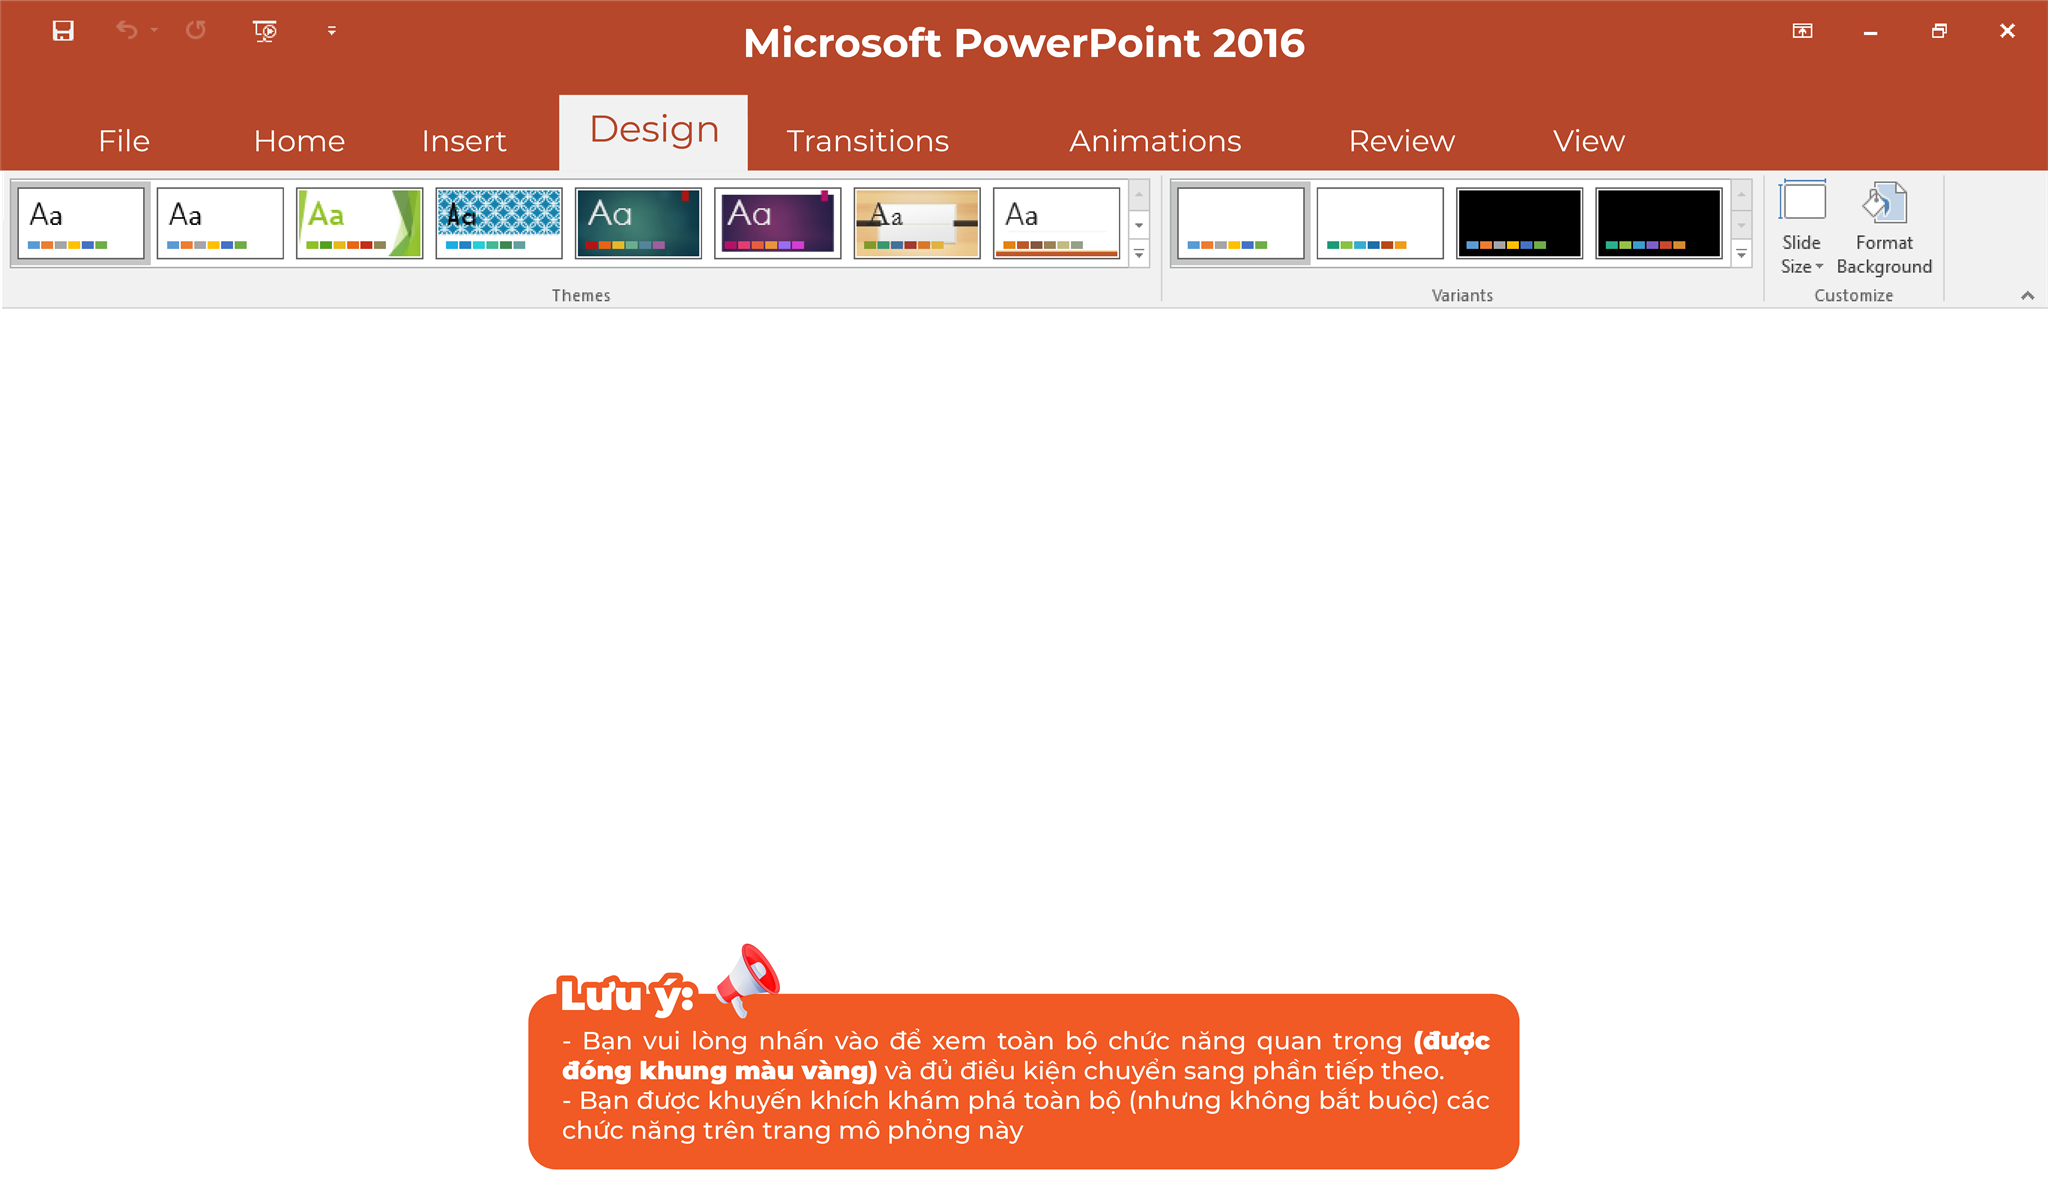 Microsoft PowerPoint 2016
File Home Insert Design Transitions Animations Review View
Aa Aa Aa Aa Aa Aa Aa Aa
Slide Format
Size Background
Themes Variants Customize
Lưu ý:
- Bạn vui lòng nhấn vào để xem toàn bộ chức năng quan trọng (được
đóng khung màu vàng) và đủ điều kiện chuyển sang phần tiếp theo.
- Bạn được khuyến khích khám phá toàn bộ (nhưng không bắt buộc) các
chức năng trên trang mô phỏng này